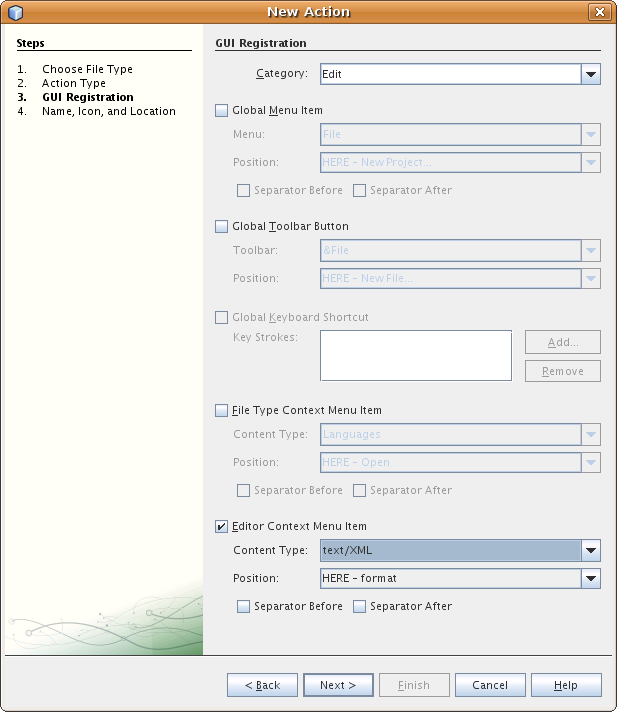 New Action
Steps
1. Choose File Type
2. Action Type
3. GUI Registration
4. Name, Icon, and Location
GUI Registration
Category: Edit
Global Menu Item
Menu: File
Position: HERE - New Project...
Separator Before Separator After
Global Toolbar Button
Toolbar: &File
Position: HERE - New File...
Global Keyboard Shortcut
Key Strokes: Add...
Remove
File Type Context Menu Item
Content Type: Languages
Position: HERE - Open
Separator Before Separator After
Editor Context Menu Item
Content Type: text/XML
Position: HERE - format
Separator Before Separator After
< Back Next > Finish Cancel Help